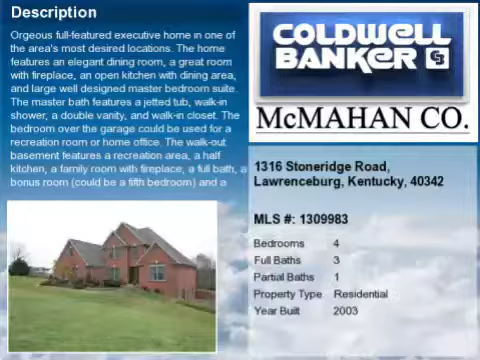 Description
Orgeous full-featured executive home in one of
the area's most desired locations. The home
features an elegant dining room, a great room
with fireplace, an open kitchen with dining area,
and large well designed master bedroom suite.
The master bath features a jetted tub, walk-in
shower, a double vanity, and walk-in closet. The
bedroom over the garage could be used for a
recreation room or home office. The walk-out
basement features a recreation area, a half
kitchen, a family room with fireplace, a full bath, a
bonus room (could be a fifth bedroom) and a
COLDWELL
BANKER CB
McMAHAN CO.
1316 Stoneridge Road,
Lawrenceburg, Kentucky, 40342
MLS #: 1309983
Bedrooms 4
Full Baths 3
Partial Baths 1
Property Type Residential
Year Built 2003